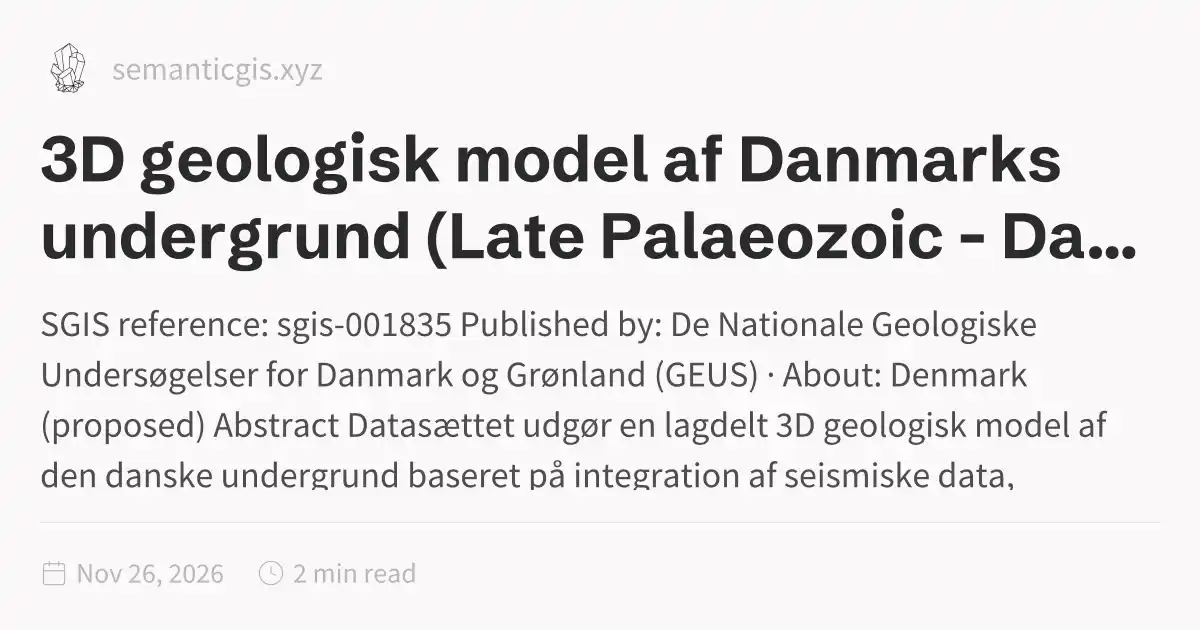 semanticgis.xyz
3D geologisk model af Danmarks
undergrund (Late Palaeozoic - Da...
SGIS reference: sgis-001835 Published by: De Nationale Geologiske
Undersøgelser for Danmark og Grønland (GEUS) · About: Denmark
(proposed) Abstract Datasættet udgør en lagdelt 3D geologisk model af
den danske undergrund baseret på integration af seismiske data,
Nov 26, 2026
2 min read